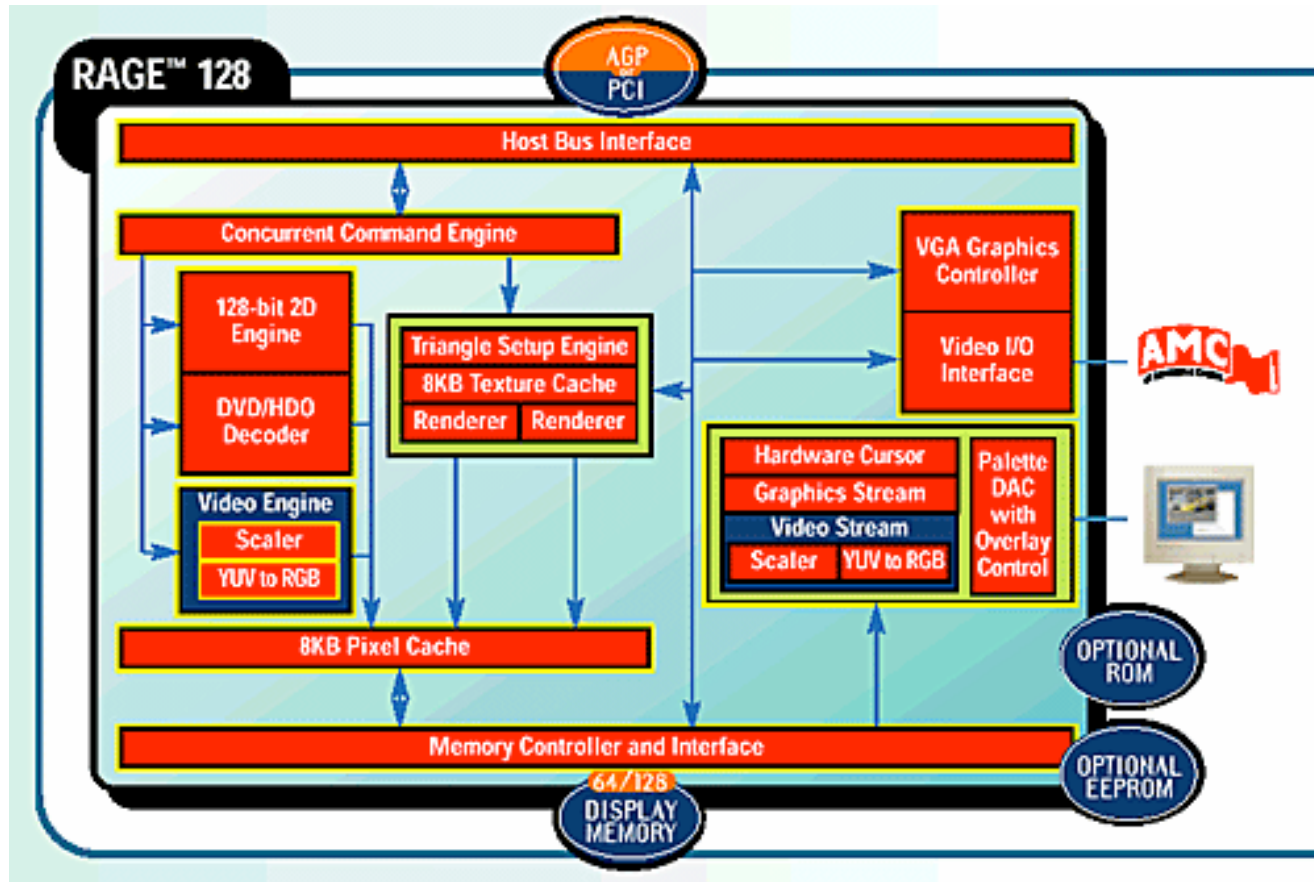 RAGE™ 128
AGP
or
PCI
Host Bus Interface
Concurrent Command Engine
128-bit 2D
Engine
DVD/HDO
Decoder
Video Engine
Scaler
YUV to RGB
Triangle Setup Engine
8KB Texture Cache
Renderer Renderer
VGA Graphics
Controller
Video I/O
Interface
AMC
Hardware Cursor
Graphics Stream
Video Stream
Scaler YUV to RGB
Palette
DAC
with
Overlay
Control
8KB Pixel Cache
Memory Controller and Interface
64/128
DISPLAY
MEMORY
OPTIONAL
ROM
OPTIONAL
EEPROM